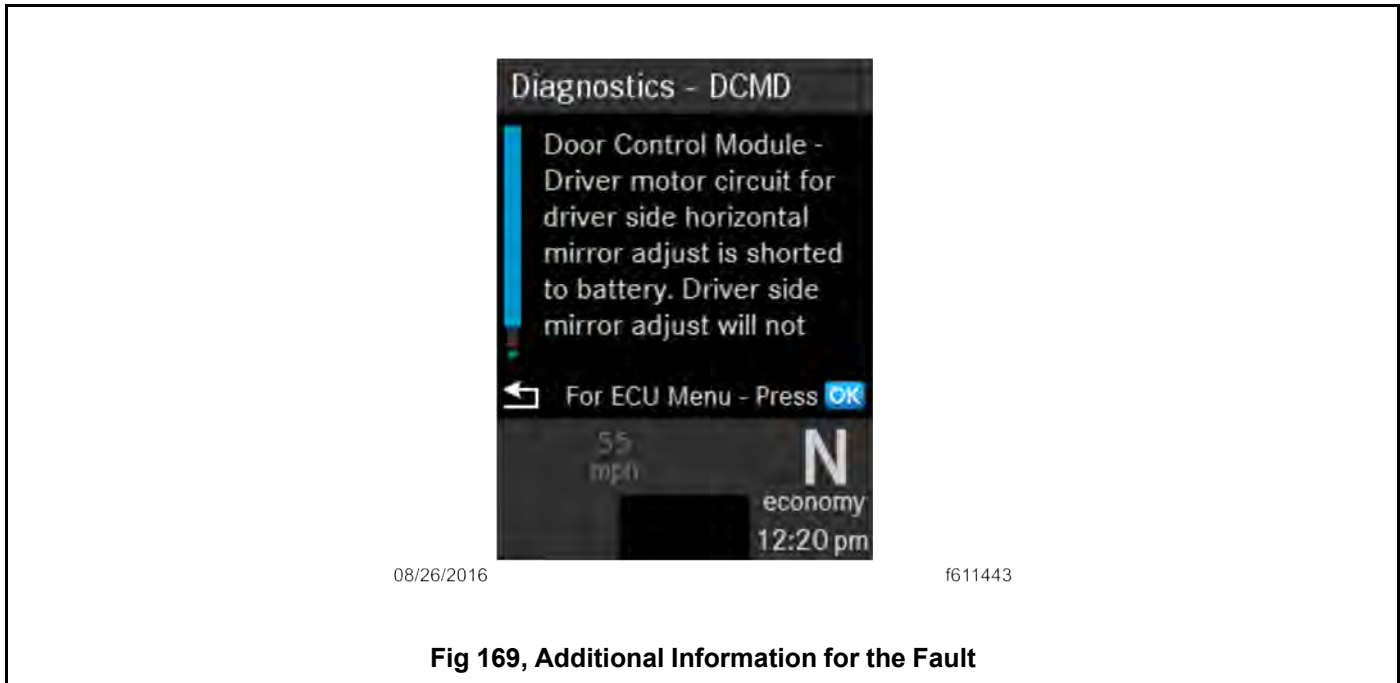 Diagnostics - DCMD
Door Control Module -
Driver motor circuit for
driver side horizontal
mirror adjust is shorted
to battery. Driver side
mirror adjust will not
For ECU Menu - Press OK
55
mph
N
economy
12:20 pm
08/26/2016
f611443
Fig 169, Additional Information for the Fault